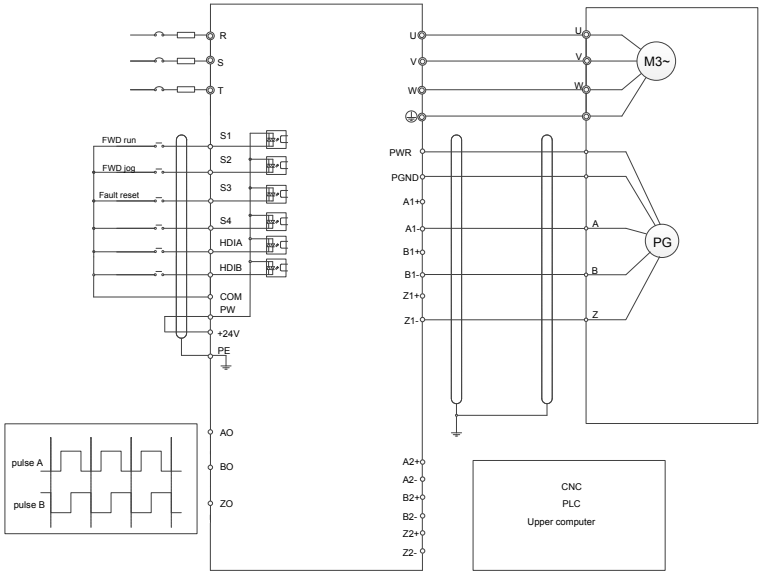 R
S
T
U
V
W
U
V
W
M3~
FWD run
FWD jog
Fault reset
S1
S2
S3
S4
HDIA
HDIB
COM
PW
+24V
PE
PWR
PGND
A1+
A1-
B1+
B1-
Z1+
Z1-
A
B
Z
PG
pulse A
pulse B
AO
BO
ZO
A2+
A2-
B2+
B2-
Z2+
Z2-
CNC
PLC
Upper computer